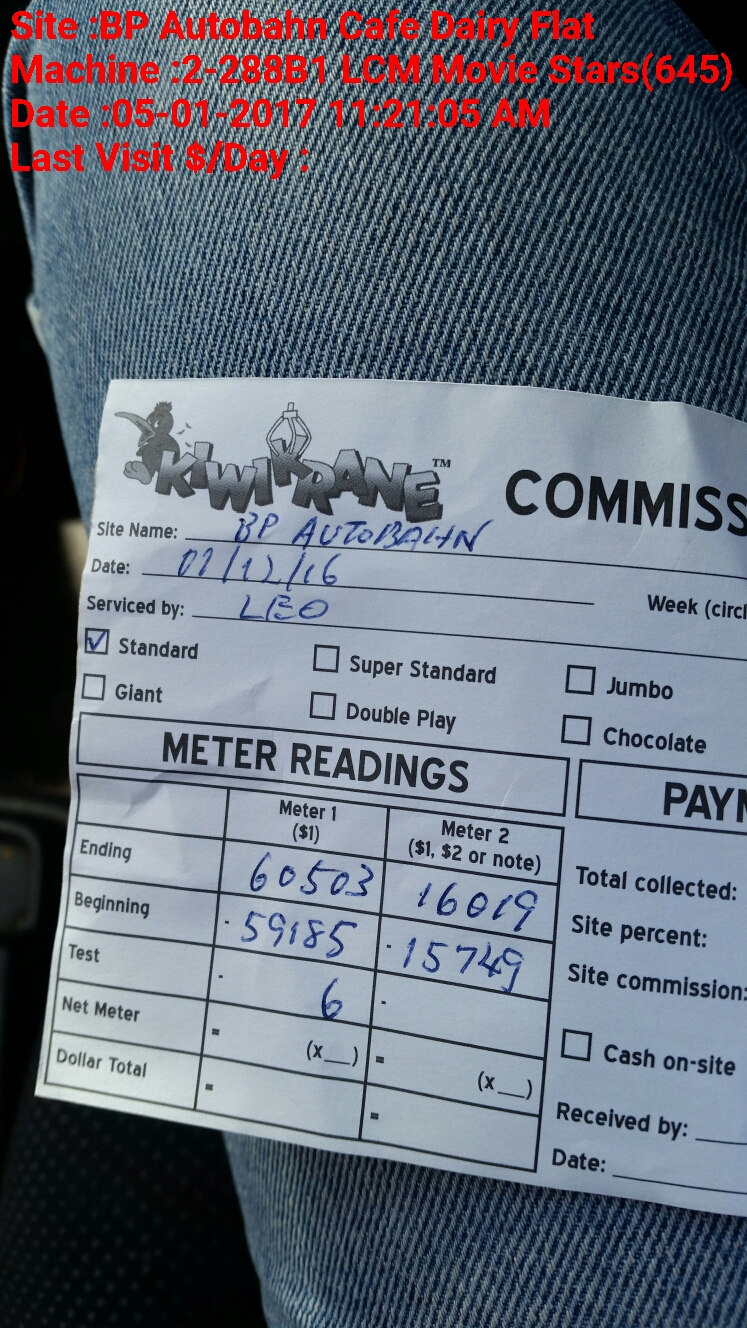 Site :BP Autobahn Cafe Dairy Flat
Machine :2-288B1 LCM Movie Stars(645)
Date :05-01-2017 11:21:05 AM
Last Visit $/Day :
KIWIKRANE™ COMMISS
Site Name: BP AUTOBAHN
Date: 01/12/16
Week (circl
Serviced by: LEO
Standard Super Standard Jumbo
Giant Double Play Chocolate
METER READINGS PAYM
Meter 1 ($1) Meter 2 ($1, $2 or note)
Ending 60503 16019
Beginning - 59185 - 15749
Test - 6 -
Net Meter = (x__) = (x__)
Dollar Total = =
Total collected:
Site percent:
Site commission:
Cash on-site
Received by:
Date: